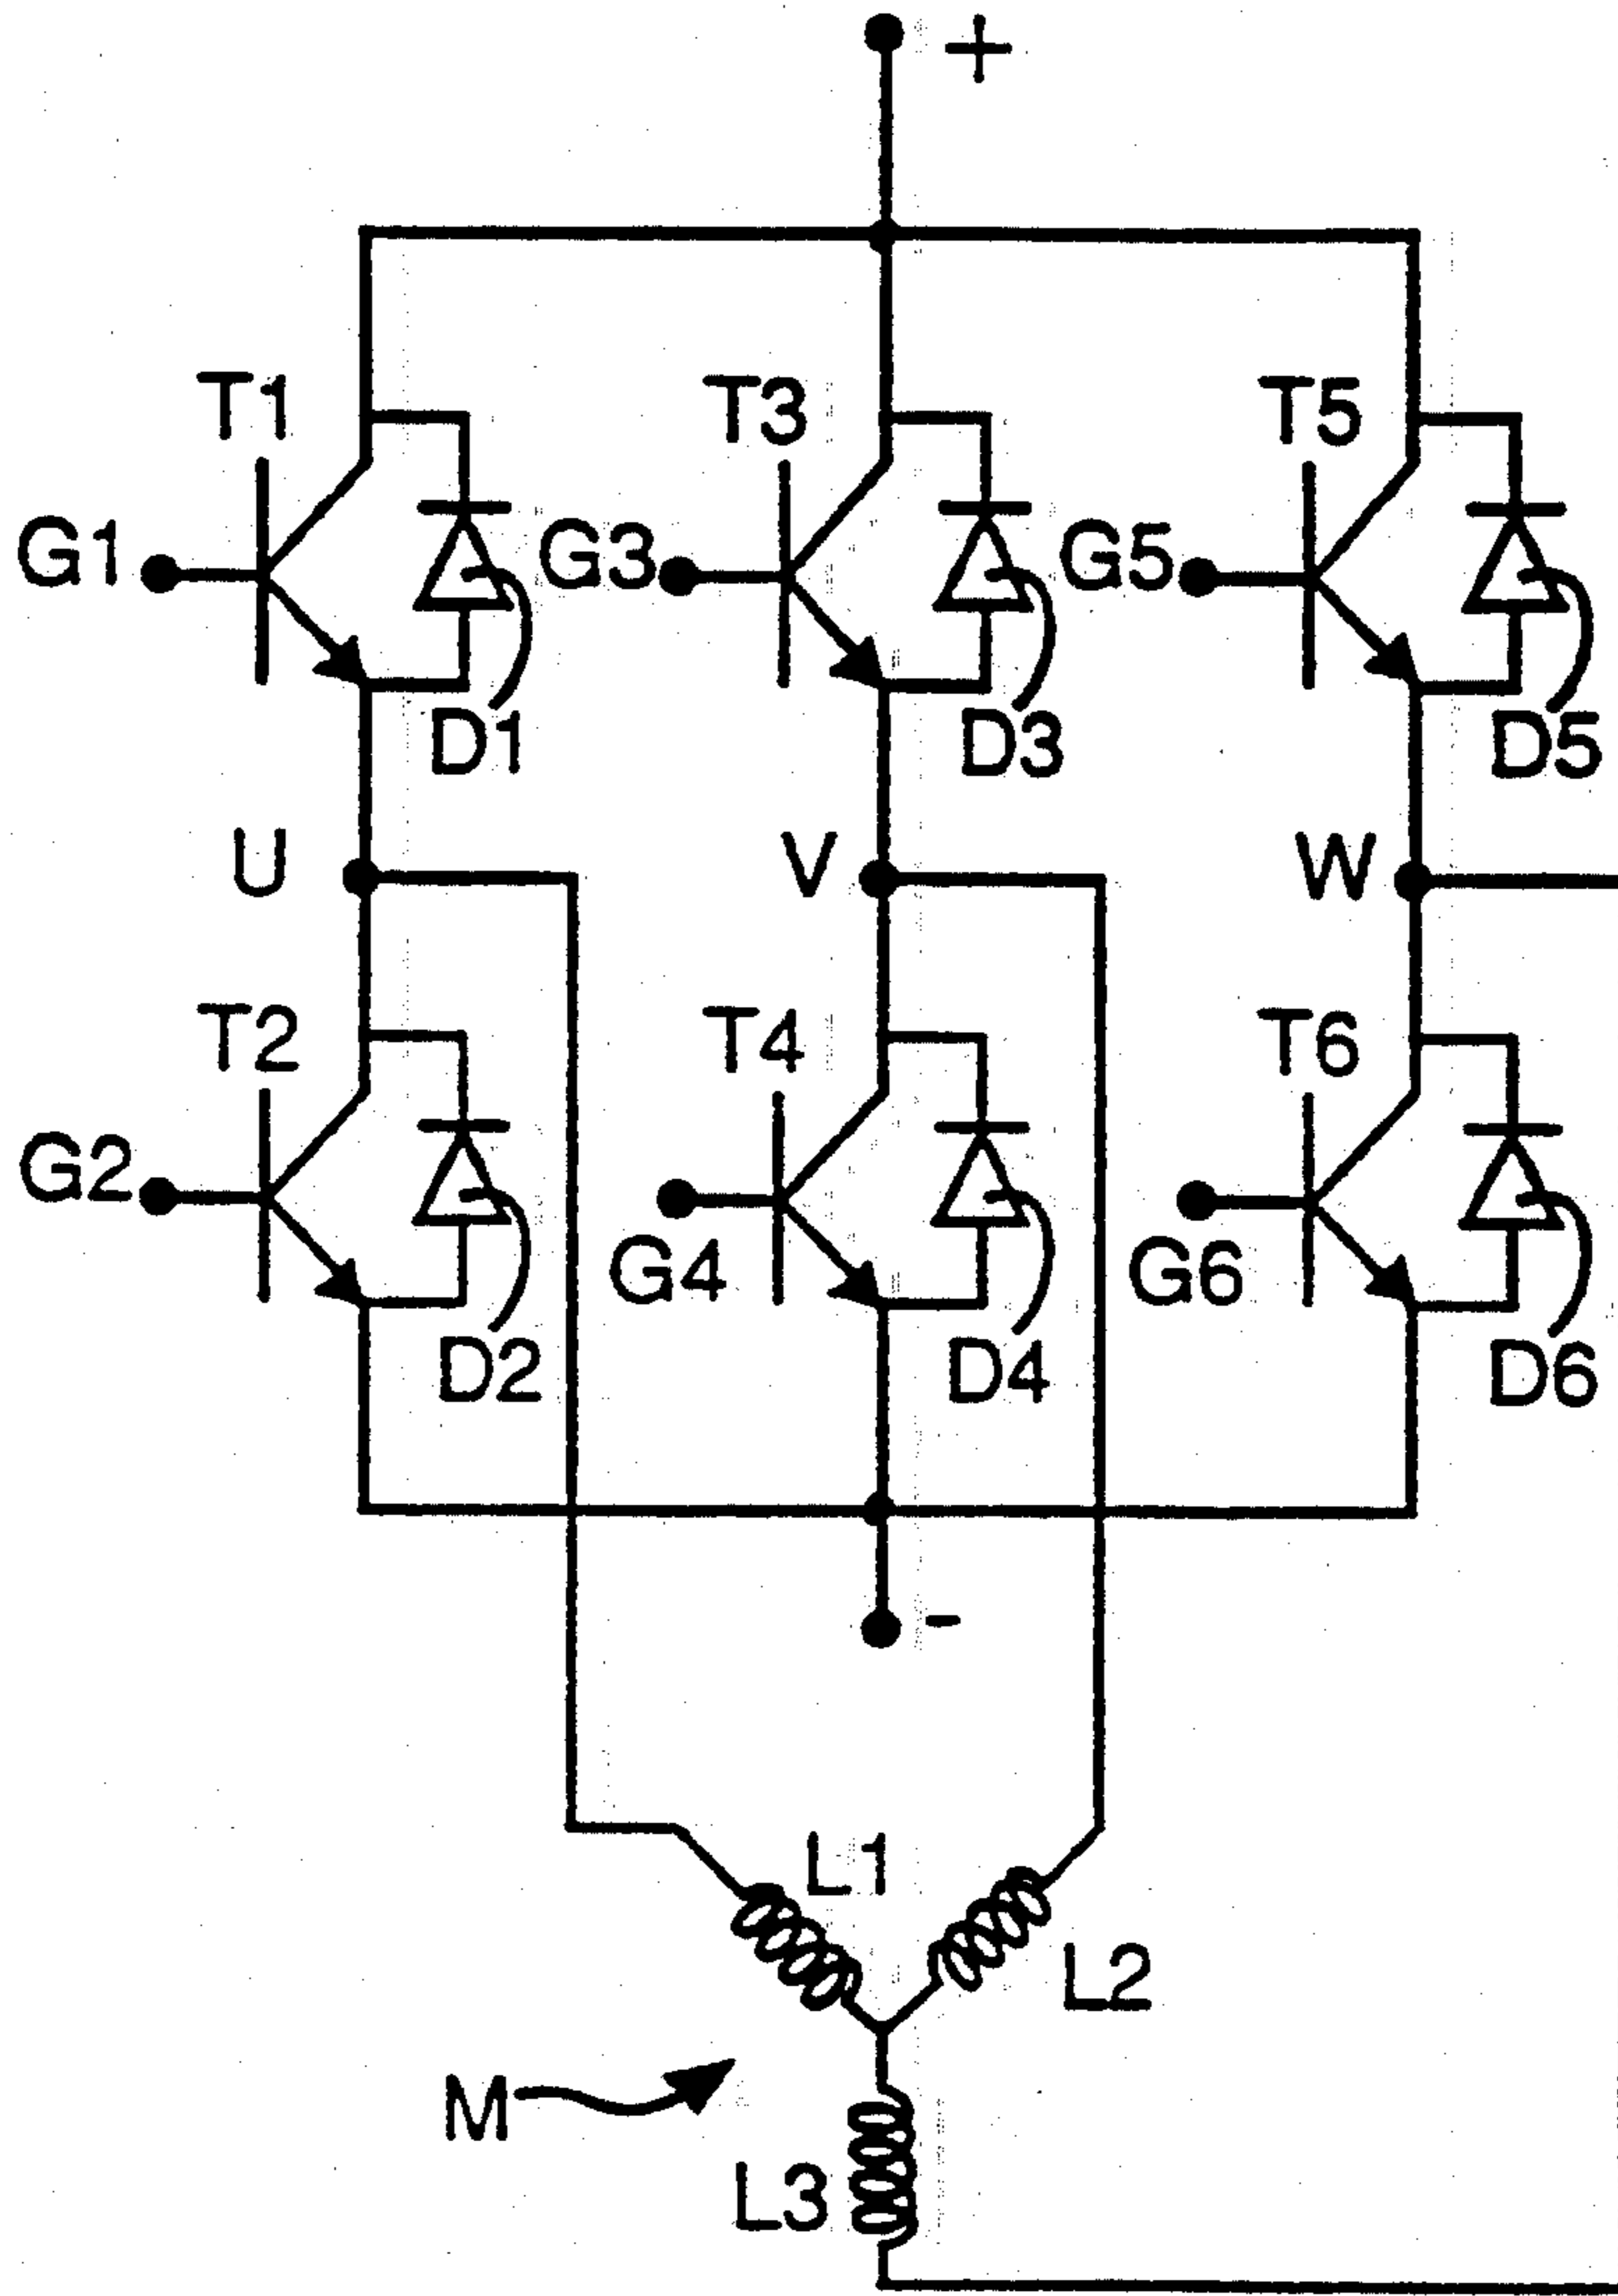 +
T1 T3 T5
G1 G3 G5
D1 D3 D5
U V W
T2 T4 T6
G2 G4 G6
D2 D4 D6
-
L1
L2
M
L3